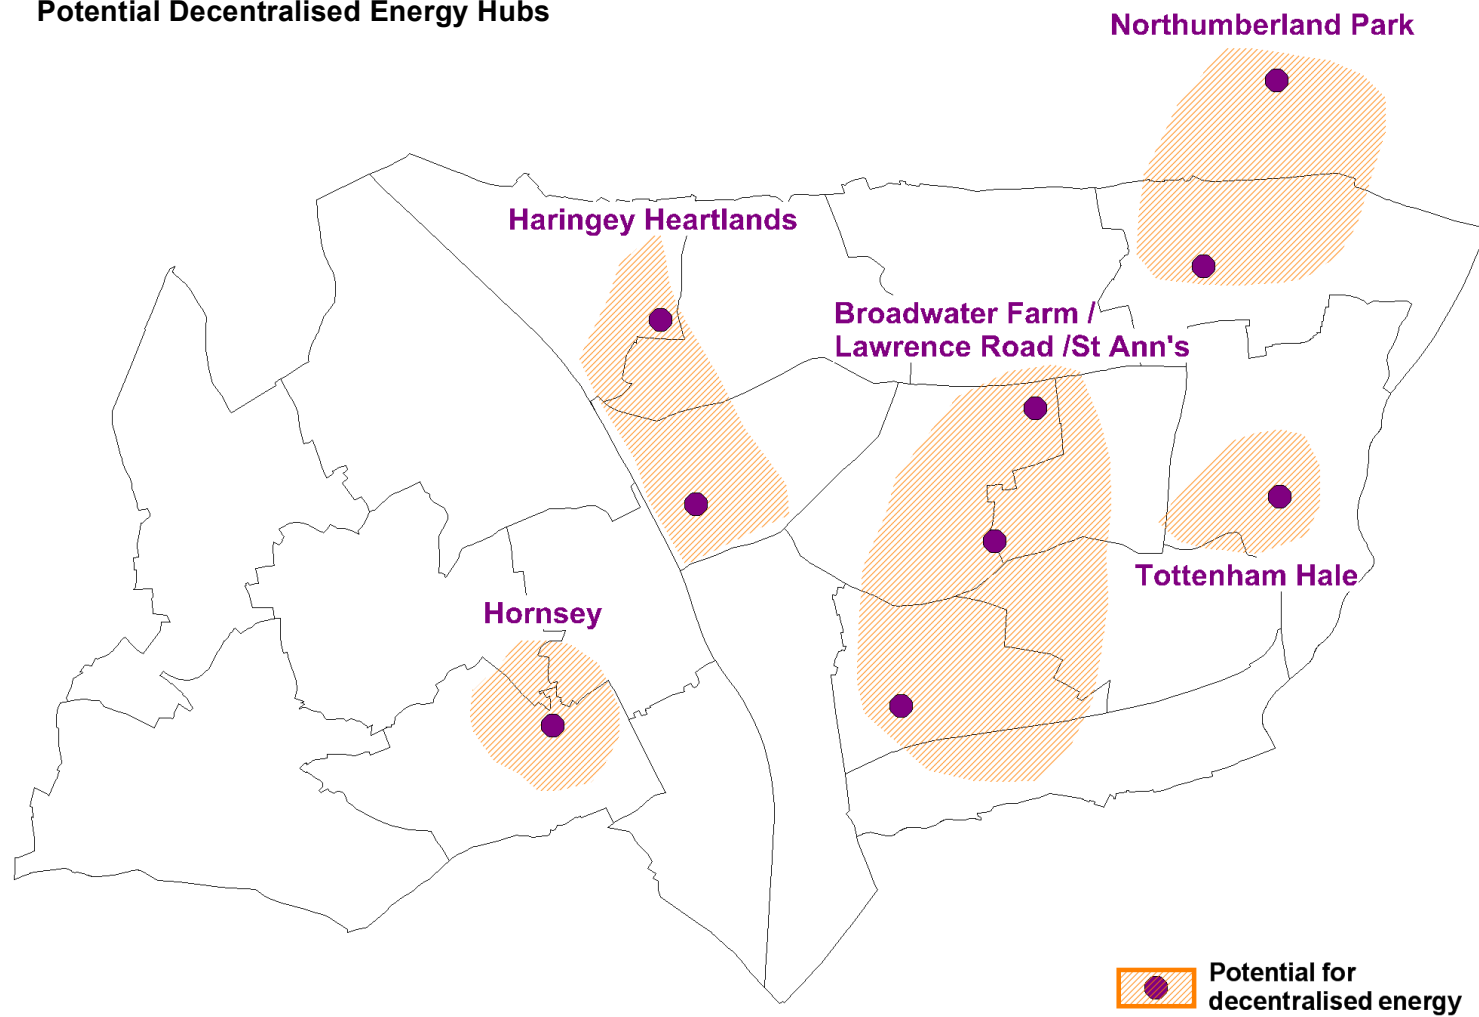 Potential Decentralised Energy Hubs
Northumberland Park
Haringey Heartlands
Broadwater Farm /
Lawrence Road /St Ann's
Tottenham Hale
Hornsey
Potential for
decentralised energy